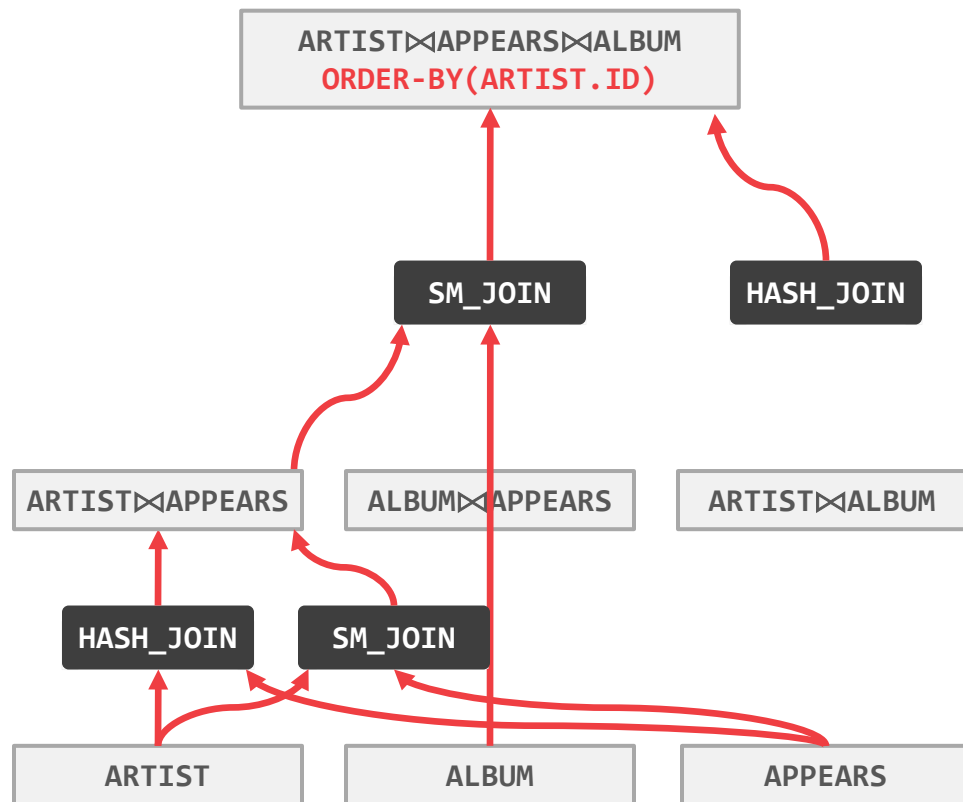 ARTIST⋈APPEARS⋈ALBUM
ORDER-BY(ARTIST.ID)
SM_JOIN
HASH_JOIN
ARTIST⋈APPEARS
ALBUM⋈APPEARS
ARTIST⋈ALBUM
HASH_JOIN
SM_JOIN
ARTIST
ALBUM
APPEARS